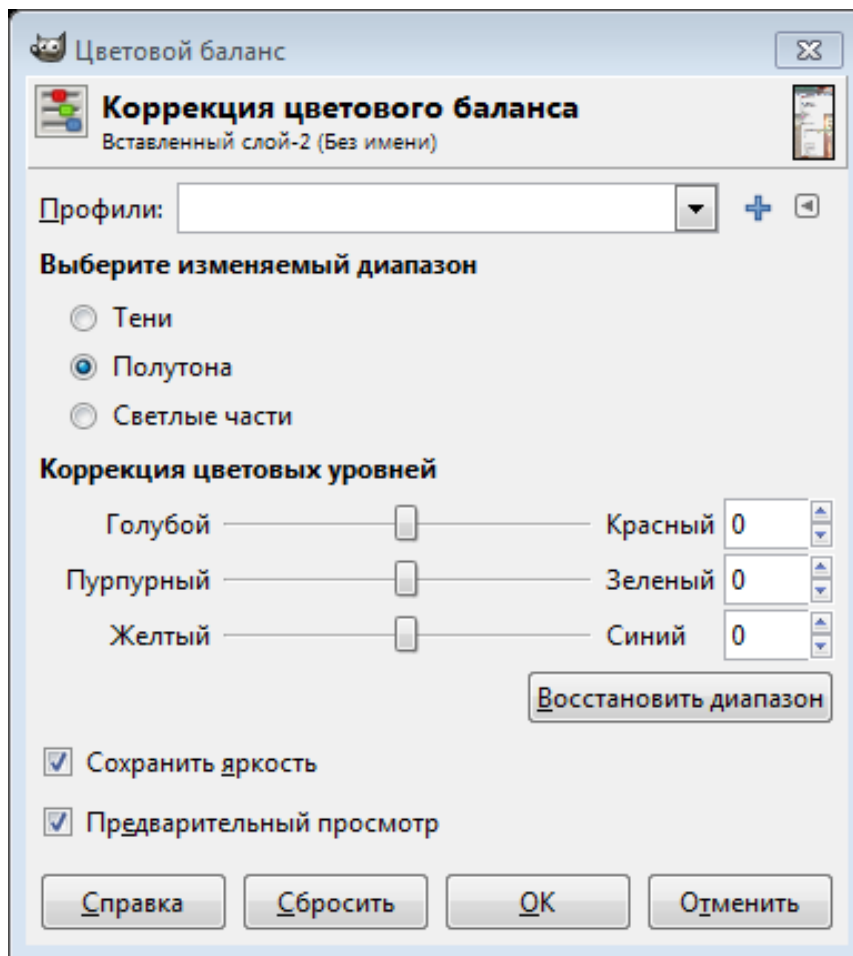 Цветовой баланс
Коррекция цветового баланса
Вставленный слой-2 (Без имени)
Профили:
Выберите изменяемый диапазон
Тени
Полутона
Светлые части
Коррекция цветовых уровней
Голубой Красный 0
Пурпурный Зеленый 0
Желтый Синий 0
Восстановить диапазон
Сохранить яркость
Предварительный просмотр
Справка Сбросить OK Отменить